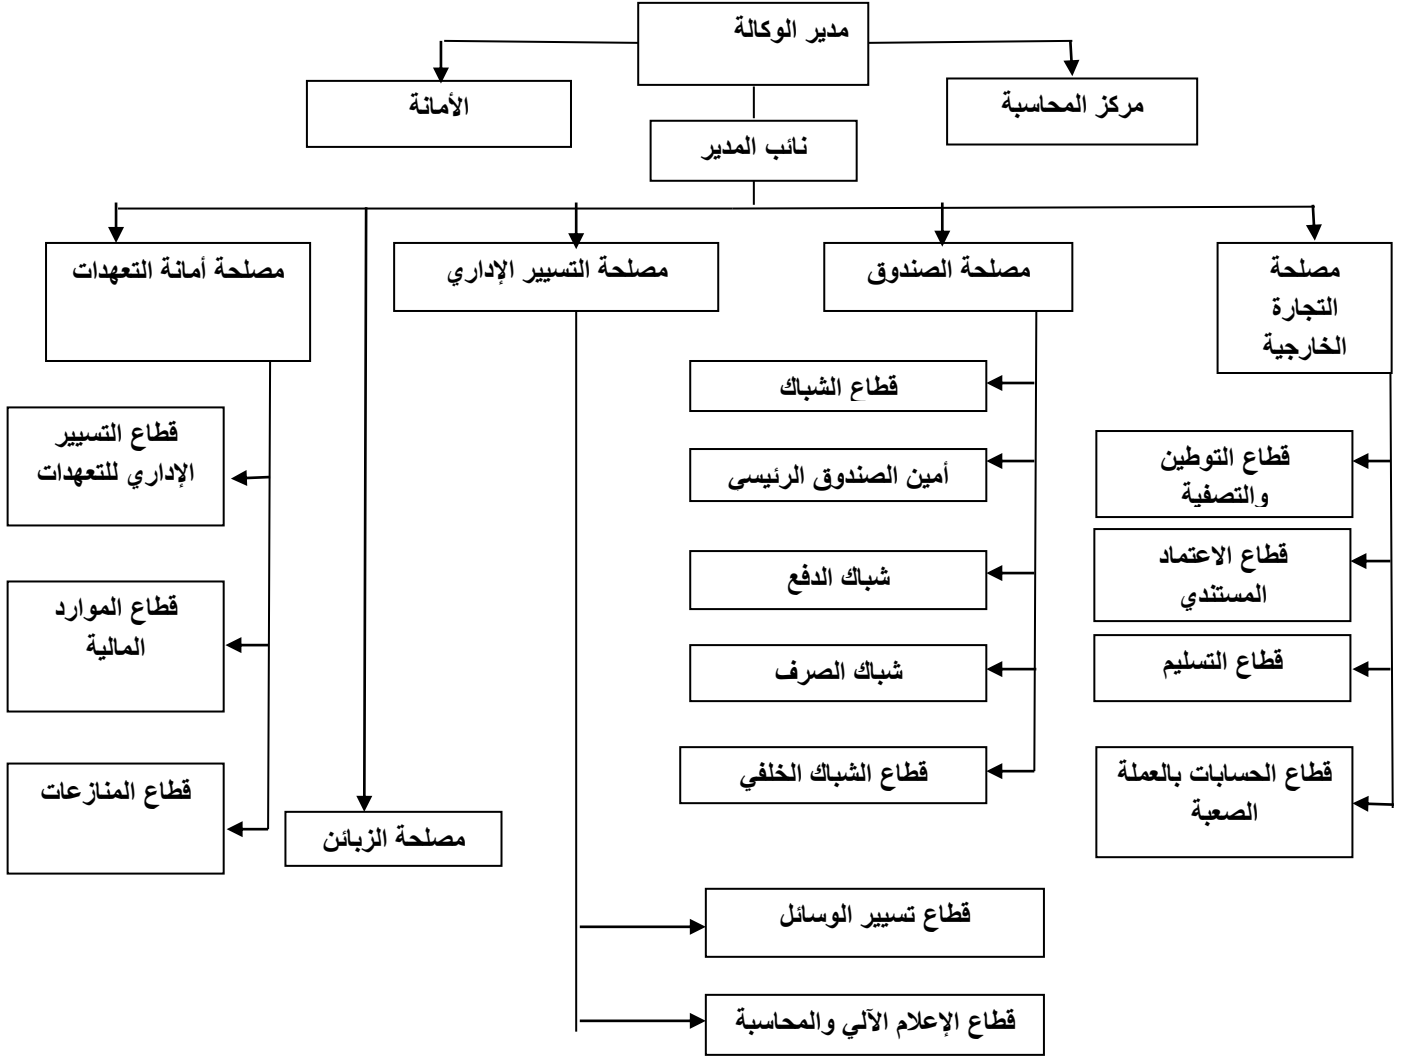 مدير الوكالة
مركز المحاسبة
الأمانة
نائب المدير
مصلحة
التجارة
الخارجية
مصلحة الصندوق
مصلحة التسيير الإداري
مصلحة أمانة التعهدات
قطاع التوطين
والتصفية
قطاع الاعتماد
المستندي
قطاع التسليم
قطاع الحسابات بالعملة
الصعبة
قطاع الشباك
أمين الصندوق الرئيسى
شباك الدفع
شباك الصرف
قطاع الشباك الخلفي
قطاع تسيير الوسائل
قطاع الإعلام الآلي والمحاسبة
مصلحة الزبائن
قطاع التسيير
الإداري للتعهدات
قطاع الموارد
المالية
قطاع المنازعات